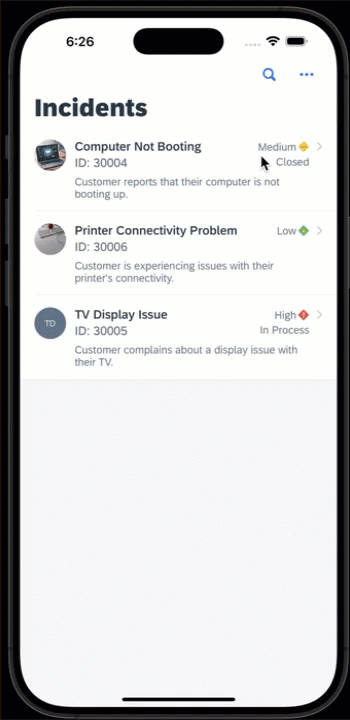 6:26
Incidents
Computer Not Booting
Medium
ID: 30004
Closed
Customer reports that their computer is not
booting up.
Printer Connectivity Problem
Low
ID: 30006
Customer is experiencing issues with their
printer's connectivity.
TD
TV Display Issue
High
ID: 30005
In Process
Customer complains about a display issue with
their TV.